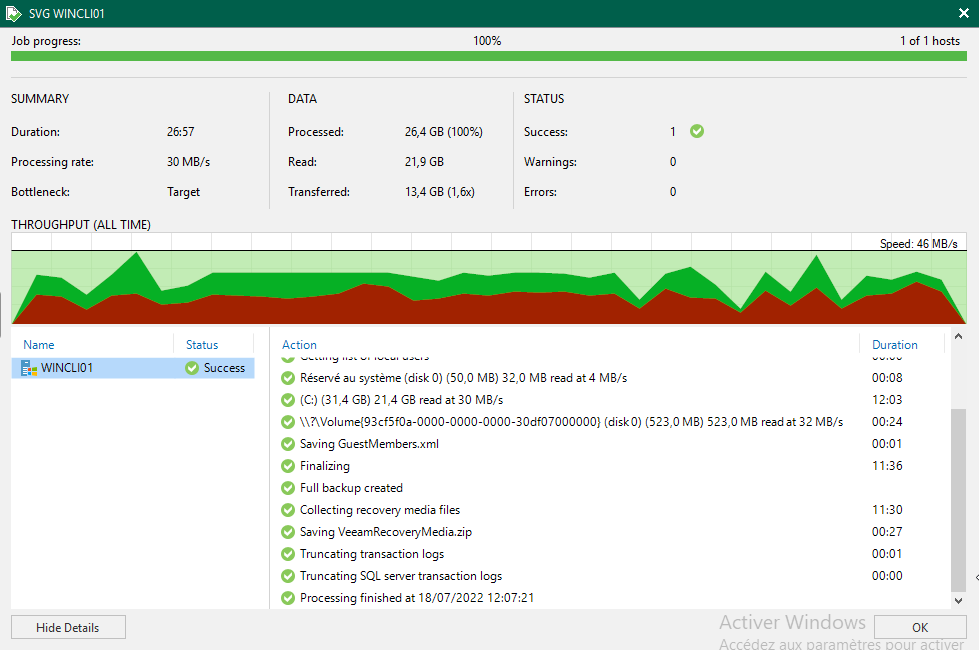 SVG WINCLI01
Job progress: 100% 1 of 1 hosts
SUMMARY DATA STATUS
Duration: 26:57 Processed: 26,4 GB (100%) Success: 1
Processing rate: 30 MB/s Read: 21,9 GB Warnings: 0
Bottleneck: Target Transferred: 13,4 GB (1,6x) Errors: 0
THROUGHPUT (ALL TIME)
Speed: 46 MB/s
Name Status Action Duration
Getting list of local users 00:00
WINCLI01 Success
Réservé au système (disk 0) (50,0 MB) 32,0 MB read at 4 MB/s 00:08
(C:) (31,4 GB) 21,4 GB read at 30 MB/s 12:03
\\?\Volume{93cf5f0a-0000-0000-0000-30df07000000} (disk 0) (523,0 MB) 523,0 MB read at 32 MB/s 00:24
Saving GuestMembers.xml 00:01
Finalizing 11:36
Full backup created
Collecting recovery media files 11:30
Saving VeeamRecoveryMedia.zip 00:27
Truncating transaction logs 00:01
Truncating SQL server transaction logs 00:00
Processing finished at 18/07/2022 12:07:21
Hide Details OK
Activer Windows
Accédez aux paramètres pour activer